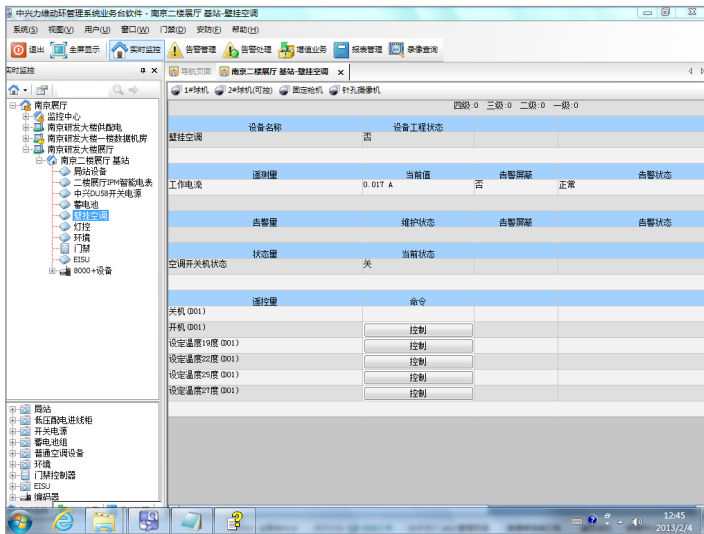 中兴力维动环管理系统业务台软件 - 南京二楼展厅 基站-壁挂空调
系统(S) 视图(V) 用户(U) 窗口(W) 门禁(D) 安防(F) 帮助(H)
退出 全屏显示 实时监控 告警管理 告警处理 增值业务 报表管理 录像查询
实时监控
导航页面 南京二楼展厅 基站-壁挂空调
1#球机 2#球机(可控) 固定枪机 针孔摄像机
四级:0 三级:0 二级:0 一级:0
南京展厅
监控中心
南京研发大楼供配电
南京研发大楼一楼数据机房
南京研发大楼展厅
南京二楼展厅 基站
局站设备
二楼展厅IPM智能电表
中兴DU58开关电源
蓄电池
壁挂空调
灯控
环境
门禁
EISU
8000+设备
设备名称 设备工程状态
壁挂空调 否
遥测量 当前值 告警屏蔽 告警状态
工作电流 0.017 A 否 正常
告警量 维护状态 告警屏蔽 告警状态
状态量 当前状态
空调开关机状态 关
遥控量 命令
关机(D01)
开机(D01) 控制
设定温度19度(D01) 控制
设定温度22度(D01) 控制
设定温度25度(D01) 控制
设定温度27度(D01) 控制
局站
低压配电进线柜
开关电源
蓄电池组
普通空调设备
环境
门禁控制器
EISU
编码器
12:45
2013/2/4